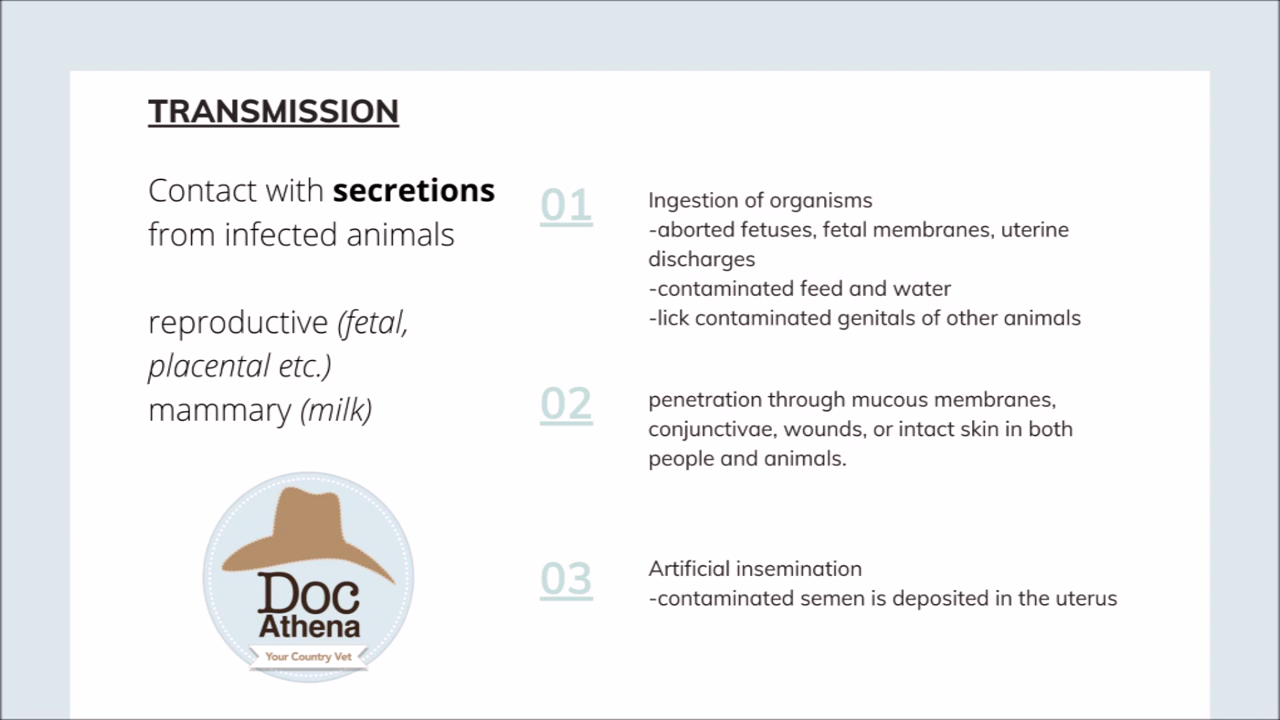 TRANSMISSION
Contact with secretions
from infected animals
reproductive (fetal,
placental etc.)
mammary (milk)
01
Ingestion of organisms
-aborted fetuses, fetal membranes, uterine
discharges
-contaminated feed and water
-lick contaminated genitals of other animals
02
penetration through mucous membranes,
conjunctivae, wounds, or intact skin in both
people and animals.
03
Artificial insemination
-contaminated semen is deposited in the uterus
Doc
Athena
Your Country Vet